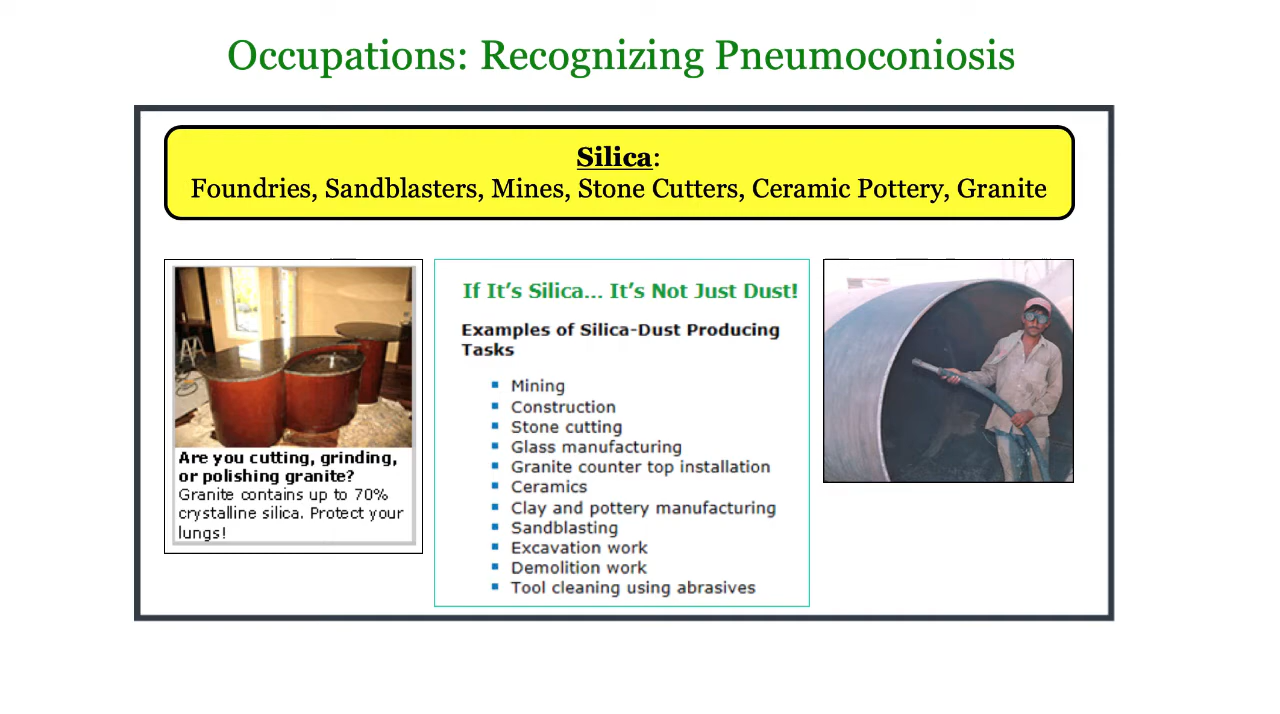 Occupations: Recognizing Pneumoconiosis
Silica:
Foundries, Sandblasters, Mines, Stone Cutters, Ceramic Pottery, Granite
Are you cutting, grinding,
or polishing granite?
Granite contains up to 70%
crystalline silica. Protect your
lungs!
If It’s Silica... It’s Not Just Dust!
Examples of Silica-Dust Producing
Tasks
Mining
Construction
Stone cutting
Glass manufacturing
Granite counter top installation
Ceramics
Clay and pottery manufacturing
Sandblasting
Excavation work
Demolition work
Tool cleaning using abrasives